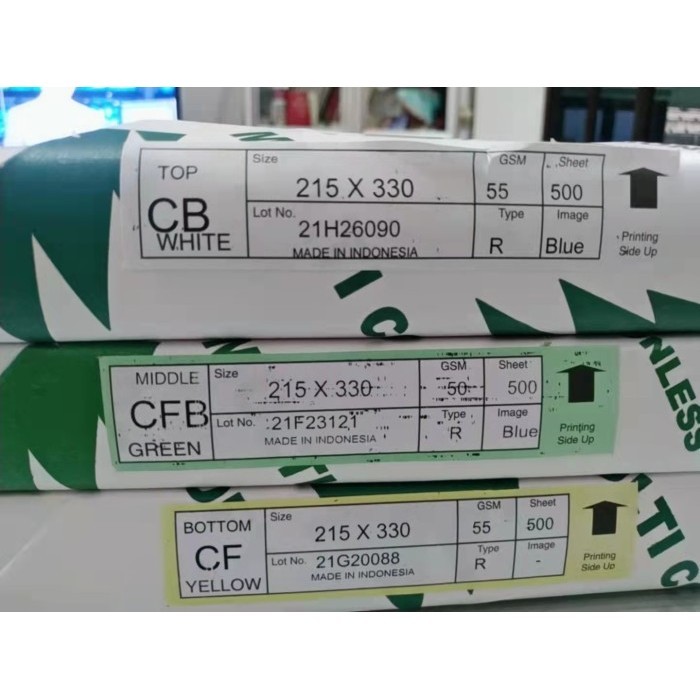 TOP
CB
WHITE
Size
215 X 330
GSM
55
Sheet
500
Lot No.
21H26090
MADE IN INDONESIA
Type
R
Image
Blue
Printing
Side Up
MIDDLE
CFB
GREEN
Size
215 X 330
GSM
50
Sheet
500
Lot No.
21F23121
MADE IN INDONESIA
Type
R
Image
Blue
Printing
Side Up
NLESS
BOTTOM
CF
YELLOW
Size
215 X 330
GSM
55
Sheet
500
Lot No.
21G20088
MADE IN INDONESIA
Type
R
Image
-
Printing
Side Up
TI C